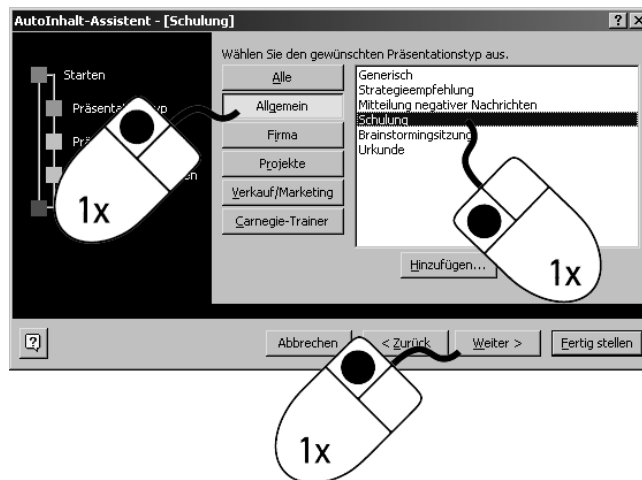 AutoInhalt-Assistent - [Schulung]
Wählen Sie den gewünschten Präsentationstyp aus.
Starten
Alle
Allgemein
Firma
Projekte
Verkauf/Marketing
Carnegie-Trainer
Generisch
Strategieempfehlung
Mitteilung negativer Nachrichten
Schulung
Brainstormingsitzung
Urkunde
Hinzufügen...
1x
1x
Abbrechen
< Zurück
Weiter >
Fertig stellen
1x